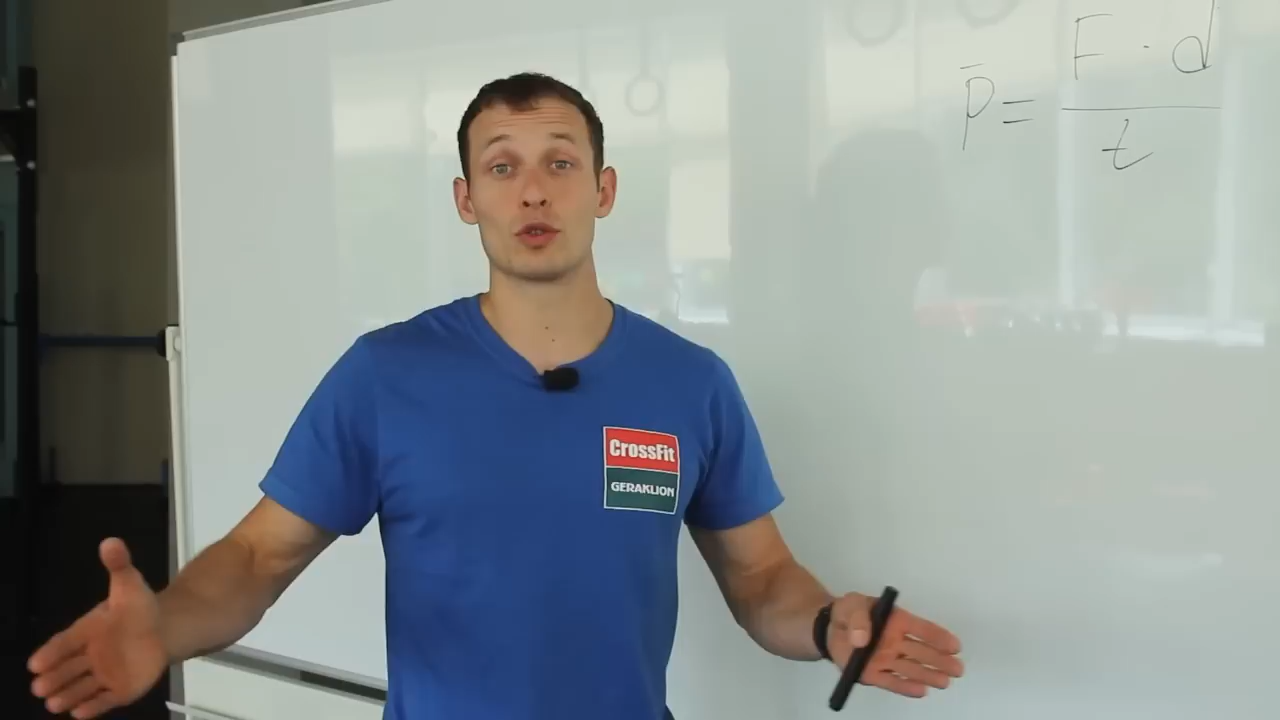 P̄ = F · d / t
CrossFit
GERAKLION